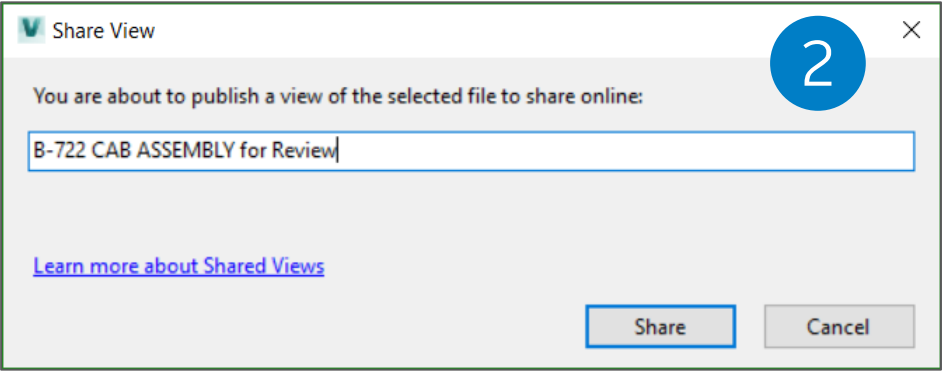 Share View
2
You are about to publish a view of the selected file to share online:
B-722 CAB ASSEMBLY for Review
Learn more about Shared Views
Share Cancel